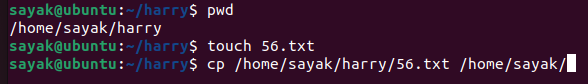 sayak@ubuntu:~/harry$ pwd
/home/sayak/harry
sayak@ubuntu:~/harry$ touch 56.txt
sayak@ubuntu:~/harry$ cp /home/sayak/harry/56.txt /home/sayak/